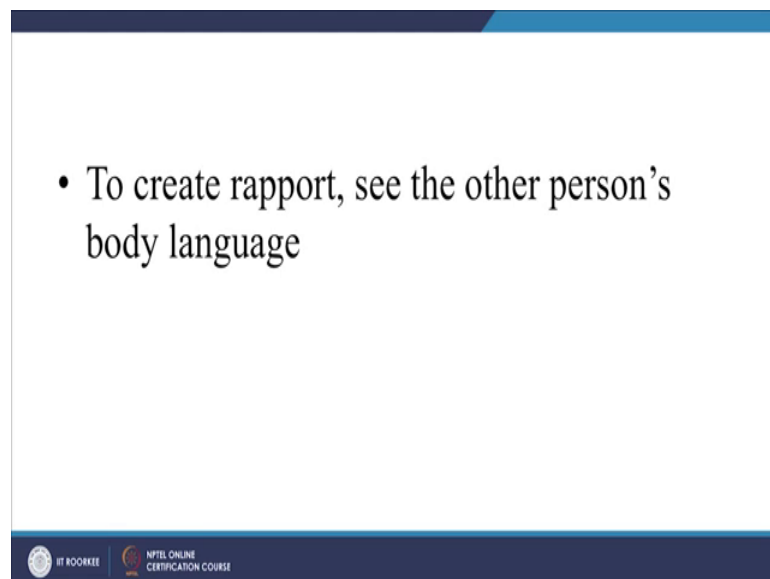 • To create rapport, see the other person's
body language
IIT ROORKEE
NPTEL ONLINE
CERTIFICATION COURSE